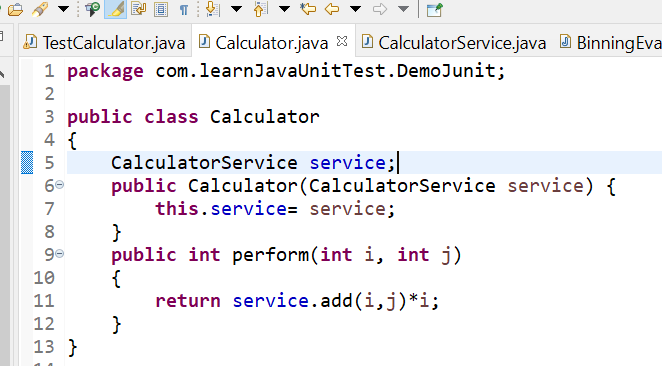 TestCalculator.java Calculator.java CalculatorService.java BinningEva
1 package com.learnJavaUnitTest.DemoJunit;
2
3 public class Calculator
4 {
5 CalculatorService service;
6 public Calculator(CalculatorService service) {
7 this.service= service;
8 }
9 public int perform(int i, int j)
10 {
11 return service.add(i,j)*i;
12 }
13 }